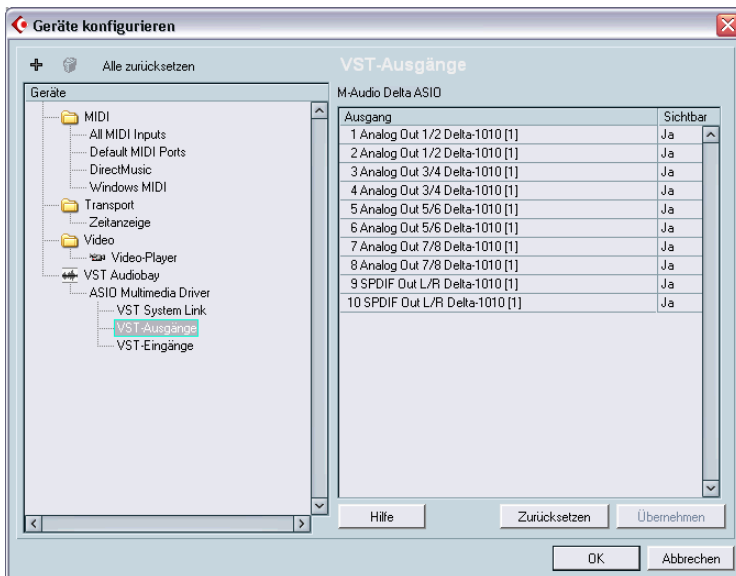 Geräte konfigurieren
Alle zurücksetzen
VST-Ausgänge
Geräte
MIDI
All MIDI Inputs
Default MIDI Ports
DirectMusic
Windows MIDI
Transport
Zeitanzeige
Video
Video-Player
VST Audiobay
ASIO Multimedia Driver
VST System Link
VST-Ausgänge
VST-Eingänge
M-Audio Delta ASIO
Ausgang Sichtbar
1 Analog Out 1/2 Delta-1010 [1] Ja
2 Analog Out 1/2 Delta-1010 [1] Ja
3 Analog Out 3/4 Delta-1010 [1] Ja
4 Analog Out 3/4 Delta-1010 [1] Ja
5 Analog Out 5/6 Delta-1010 [1] Ja
6 Analog Out 5/6 Delta-1010 [1] Ja
7 Analog Out 7/8 Delta-1010 [1] Ja
8 Analog Out 7/8 Delta-1010 [1] Ja
9 SPDIF Out L/R Delta-1010 [1] Ja
10 SPDIF Out L/R Delta-1010 [1] Ja
Hilfe Zurücksetzen Übernehmen
OK Abbrechen